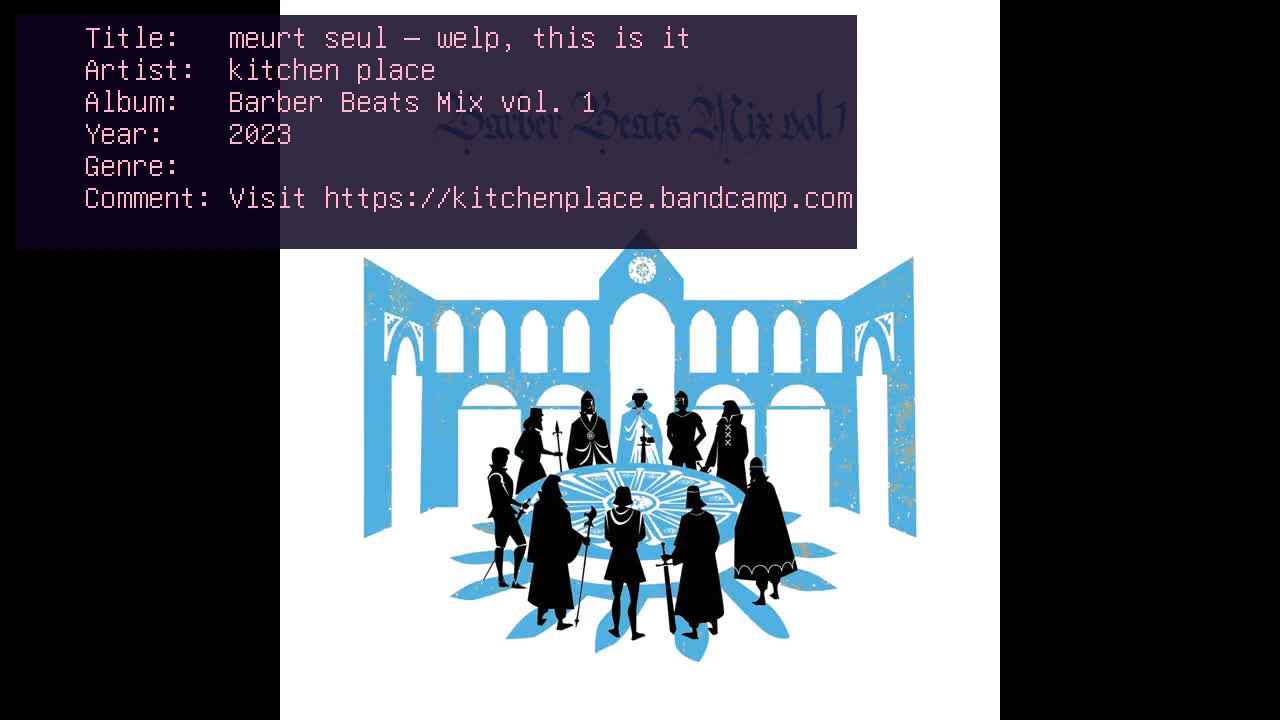 Title: meurt seul – welp, this is it
Artist: kitchen place
Album: Barber Beats Mix vol. 1
Year: 2023
Genre:
Comment: Visit https://kitchenplace.bandcamp.com
Barber Beats Mix vol.1